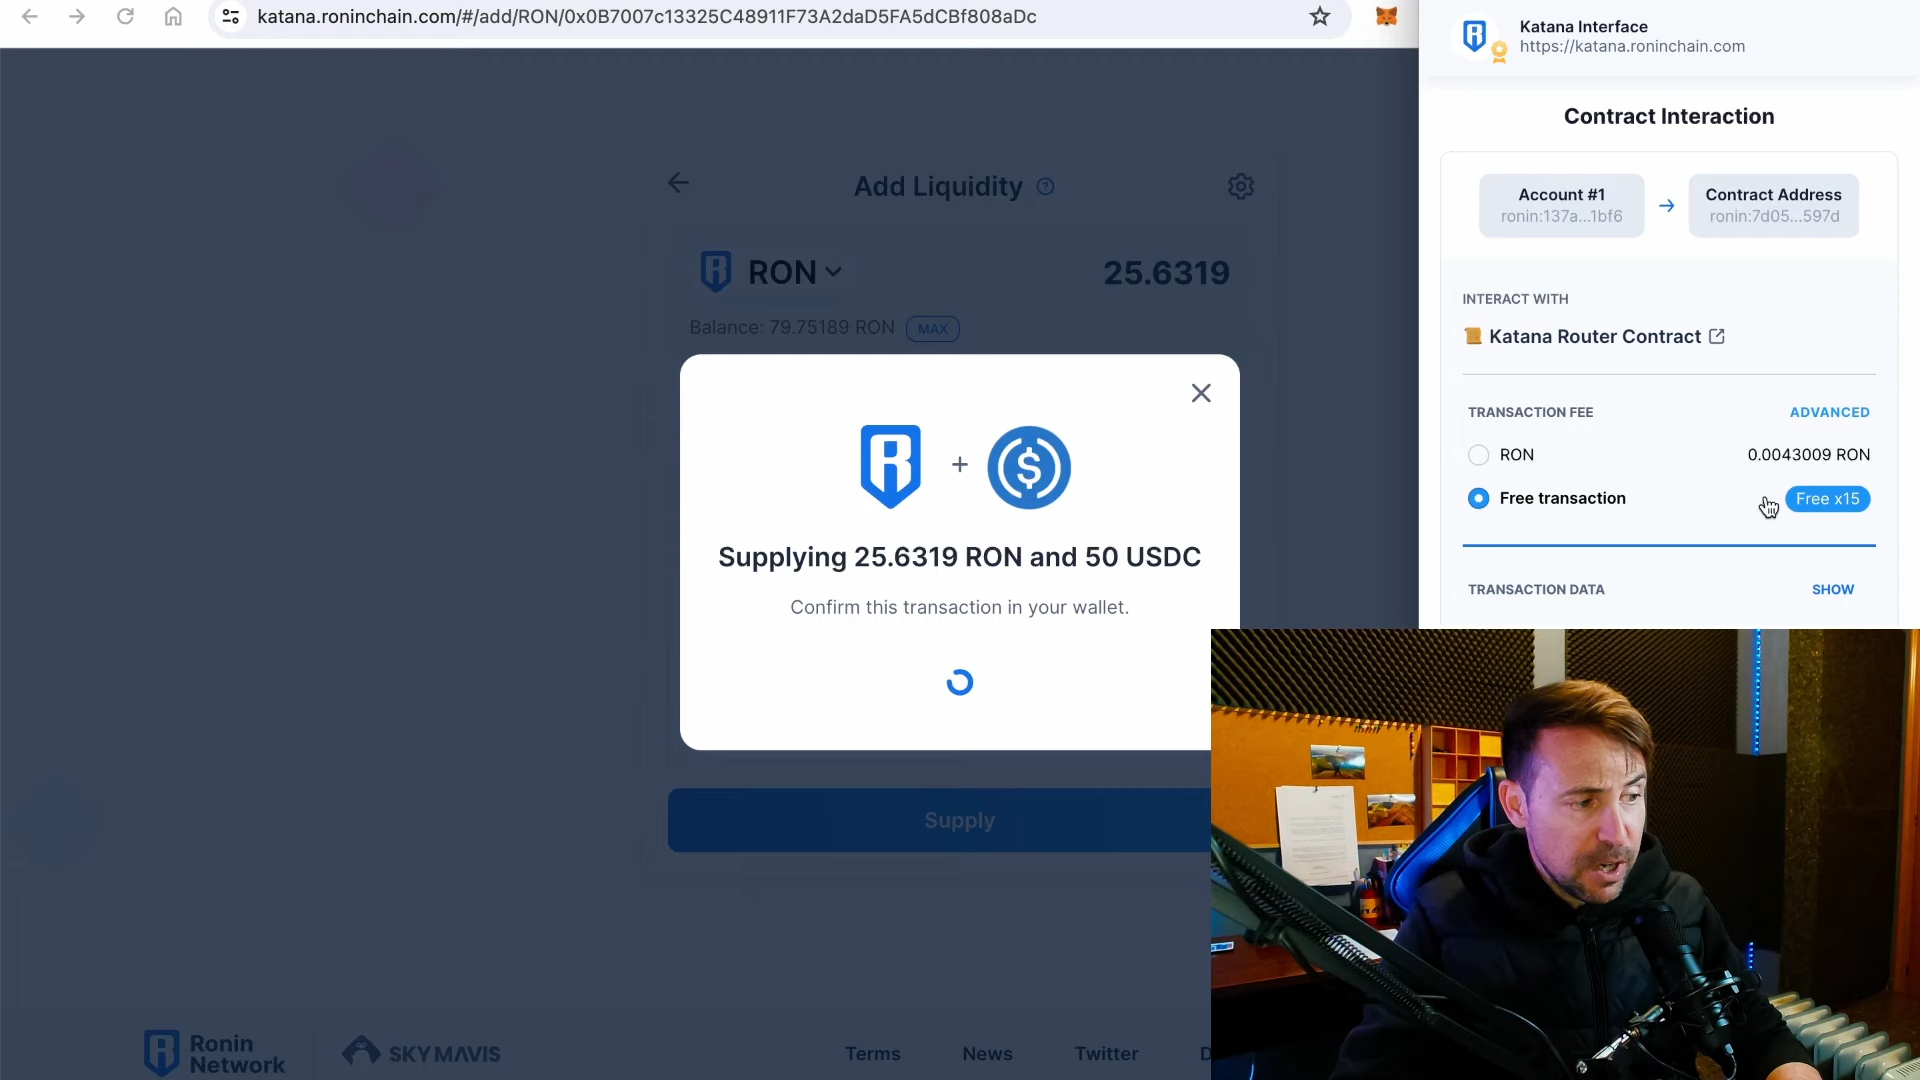 katana.roninchain.com/#/add/RON/0x0B7007c13325C48911F73A2daD5FA5dCBf808aDc
Add Liquidity
RON
25.6319
Balance: 79.75189 RON
MAX
Supplying 25.6319 RON and 50 USDC
Confirm this transaction in your wallet.
Supply
Ronin
Network
SKY MAVIS
Terms
News
Twitter
D
Katana Interface
https://katana.roninchain.com
Contract Interaction
Account #1
ronin:137a...1bf6
Contract Address
ronin:7d05...597d
INTERACT WITH
Katana Router Contract
TRANSACTION FEE
ADVANCED
RON
0.0043009 RON
Free transaction
Free x15
TRANSACTION DATA
SHOW